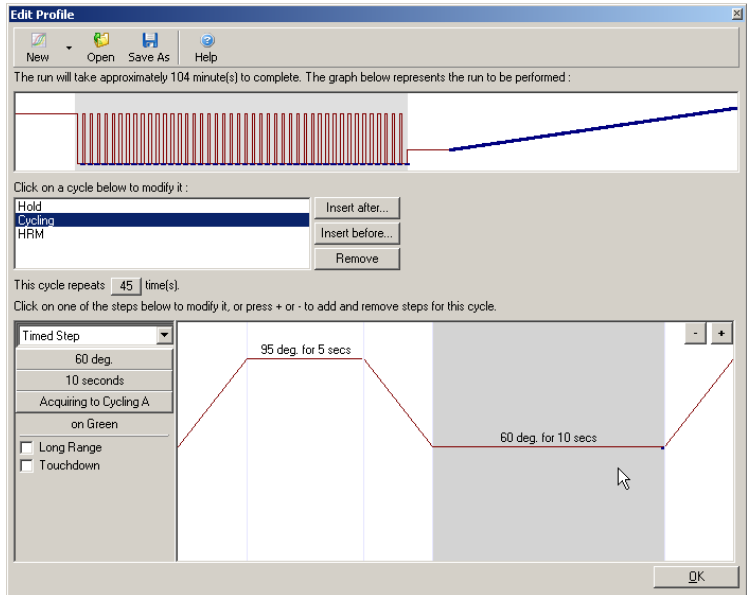 Edit Profile
New Open Save As Help
The run will take approximately 104 minute(s) to complete. The graph below represents the run to be performed :
Click on a cycle below to modify it :
Hold
Cycling
HRM
Insert after...
Insert before...
Remove
This cycle repeats 45 time(s).
Click on one of the steps below to modify it, or press + or - to add and remove steps for this cycle.
Timed Step
60 deg.
10 seconds
Acquiring to Cycling A
on Green
Long Range
Touchdown
95 deg. for 5 secs
60 deg. for 10 secs
- +
OK